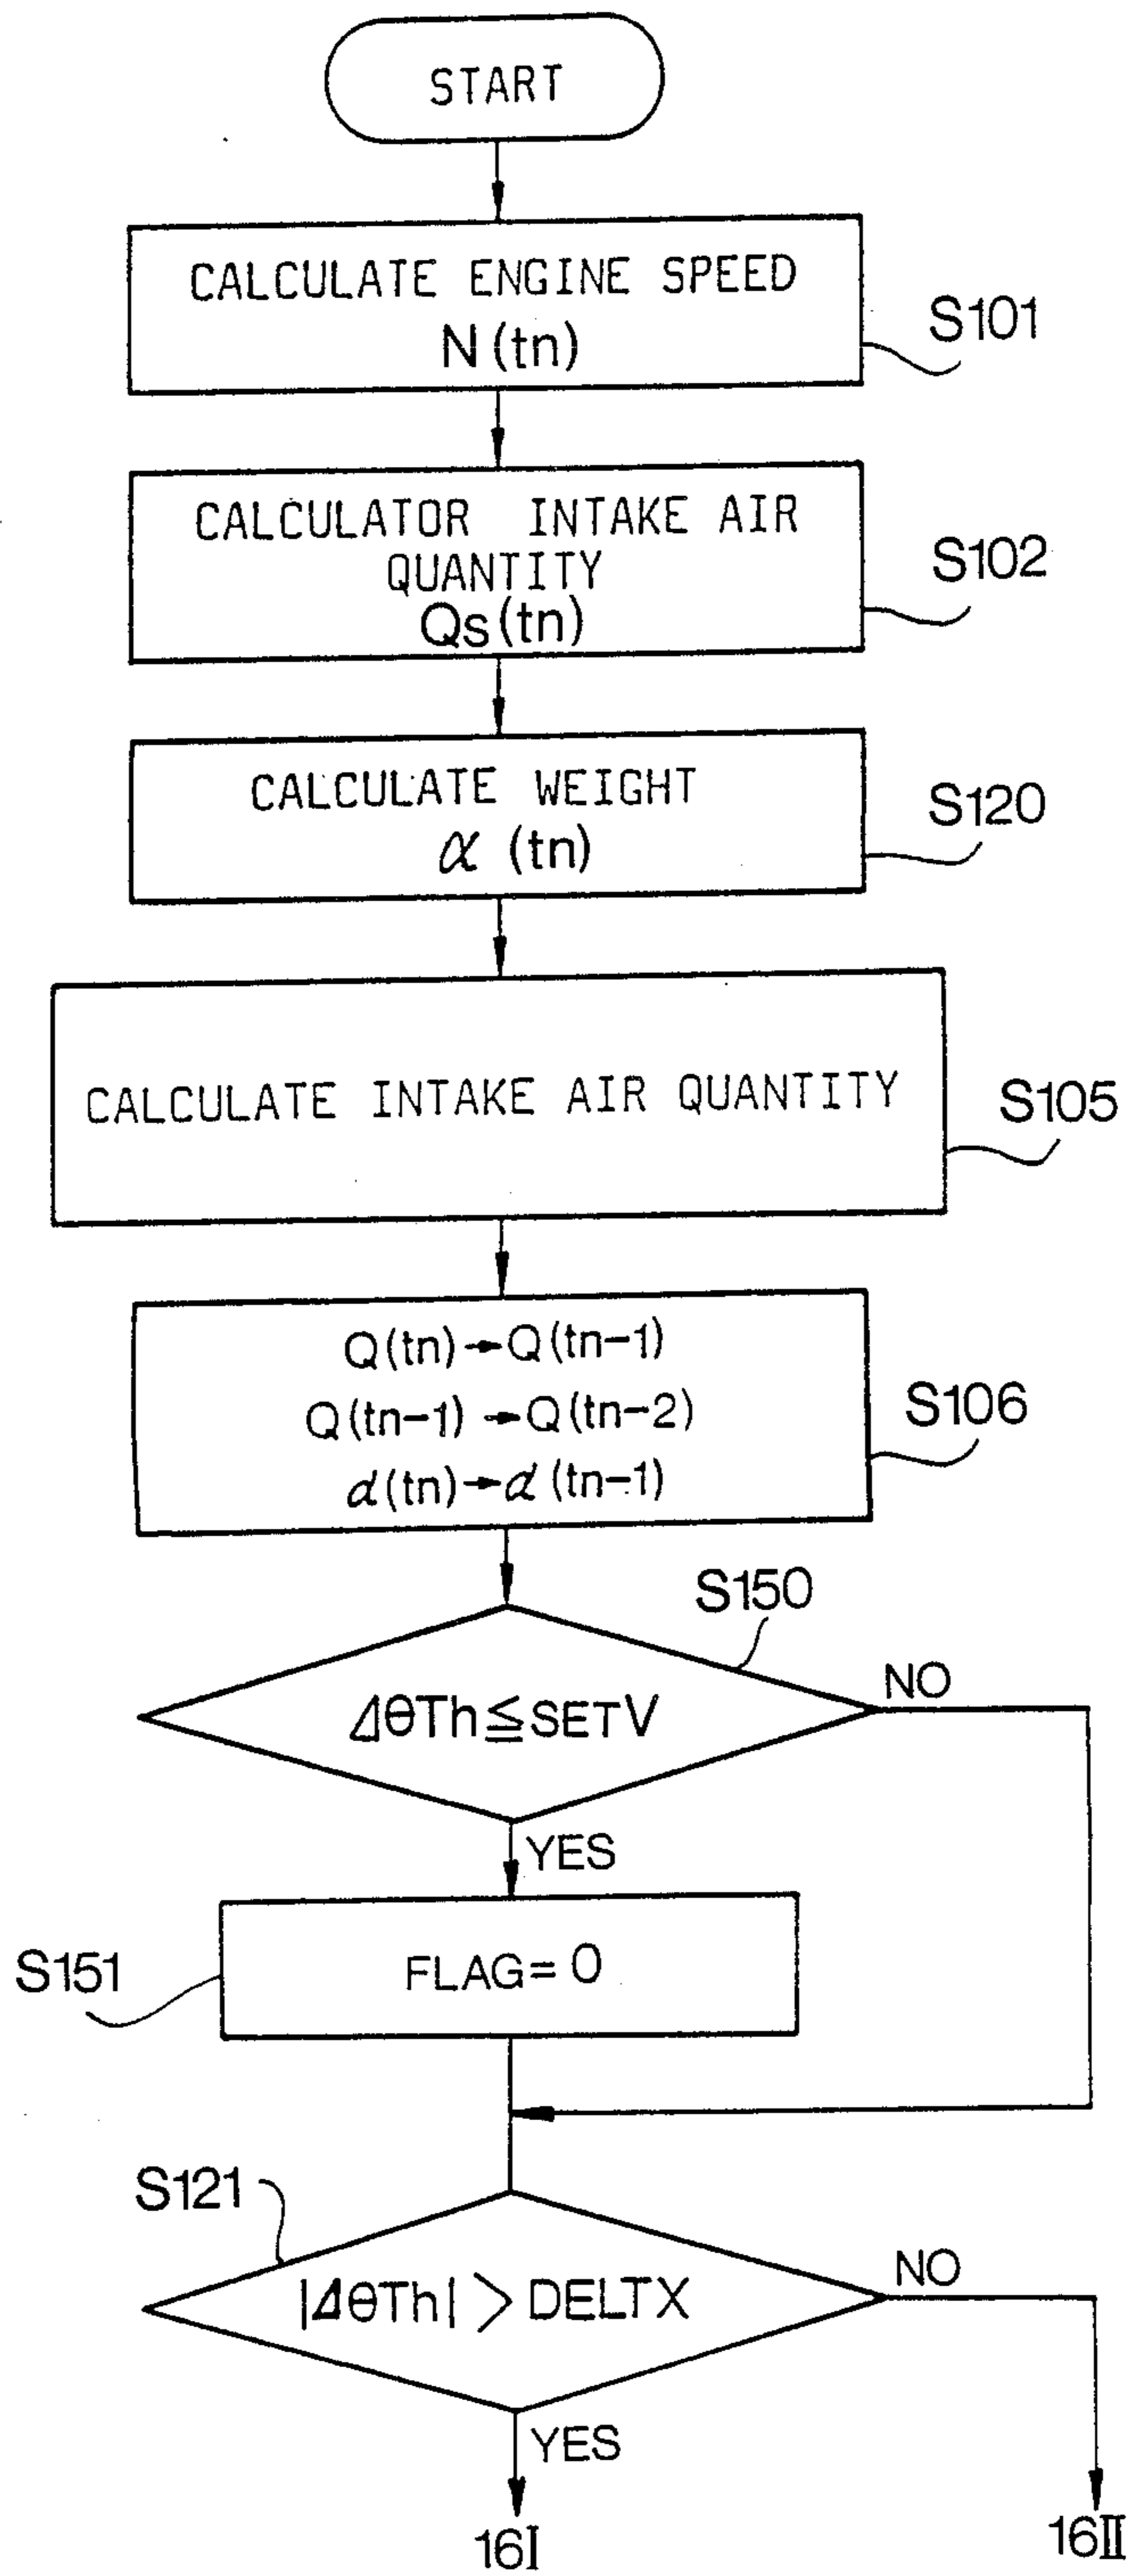 START
CALCULATE ENGINE SPEED
N(tn)
S101
CALCULATOR INTAKE AIR
QUANTITY
Qs(tn)
S102
CALCULATE WEIGHT
α (tn)
S120
CALCULATE INTAKE AIR QUANTITY
S105
Q(tn)→Q(tn-1)
Q(tn-1)→Q(tn-2)
α(tn)→α(tn-1)
S106
S150
ΔθTh≦SETV
NO
YES
FLAG=0
S151
S121
|ΔθTh|>DELTX
NO
YES
16I
16II